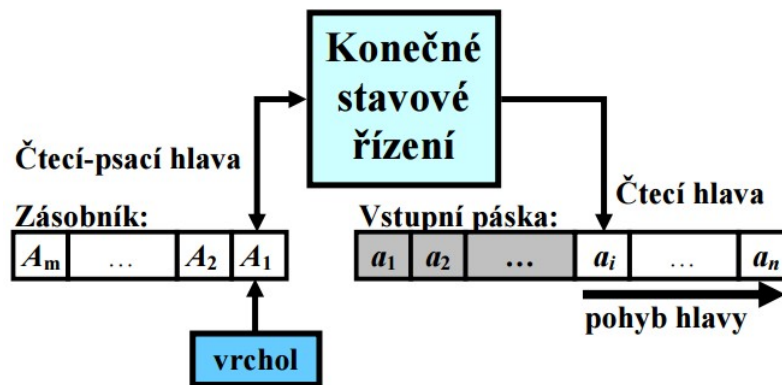 Konečné
stavové
řízení
Čtecí-psací hlava
Čtecí hlava
Zásobník:
Vstupní páska:
Am … A2 A1
a1 a2 … ai … an
pohyb hlavy
vrchol